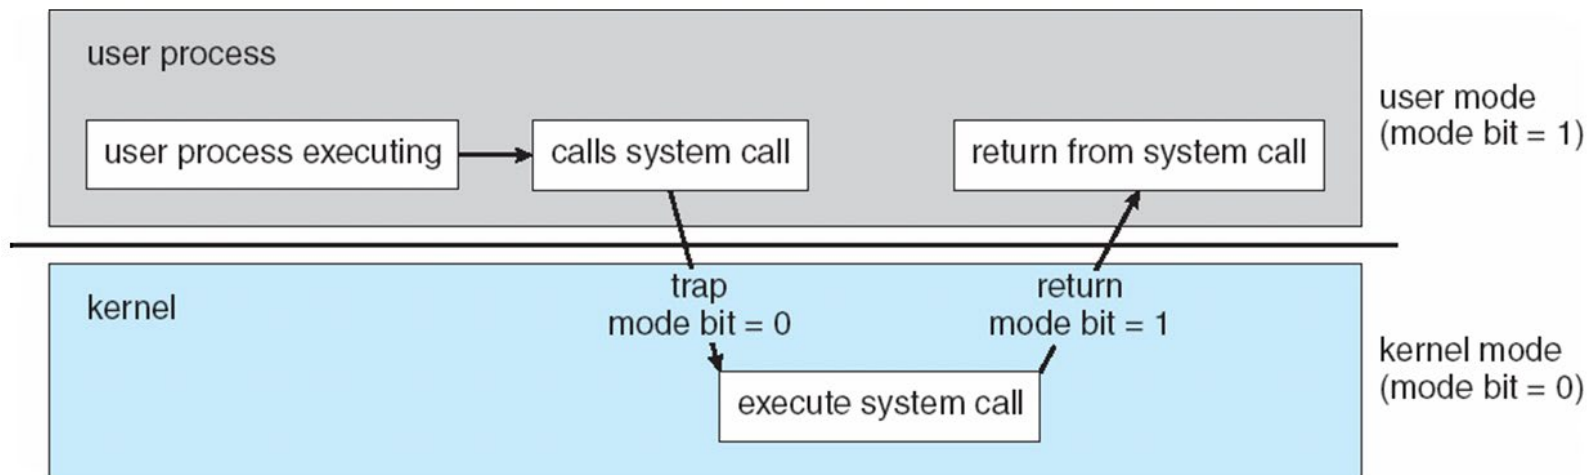 user process
user process executing
calls system call
return from system call
user mode
(mode bit = 1)
kernel
trap
mode bit = 0
return
mode bit = 1
execute system call
kernel mode
(mode bit = 0)